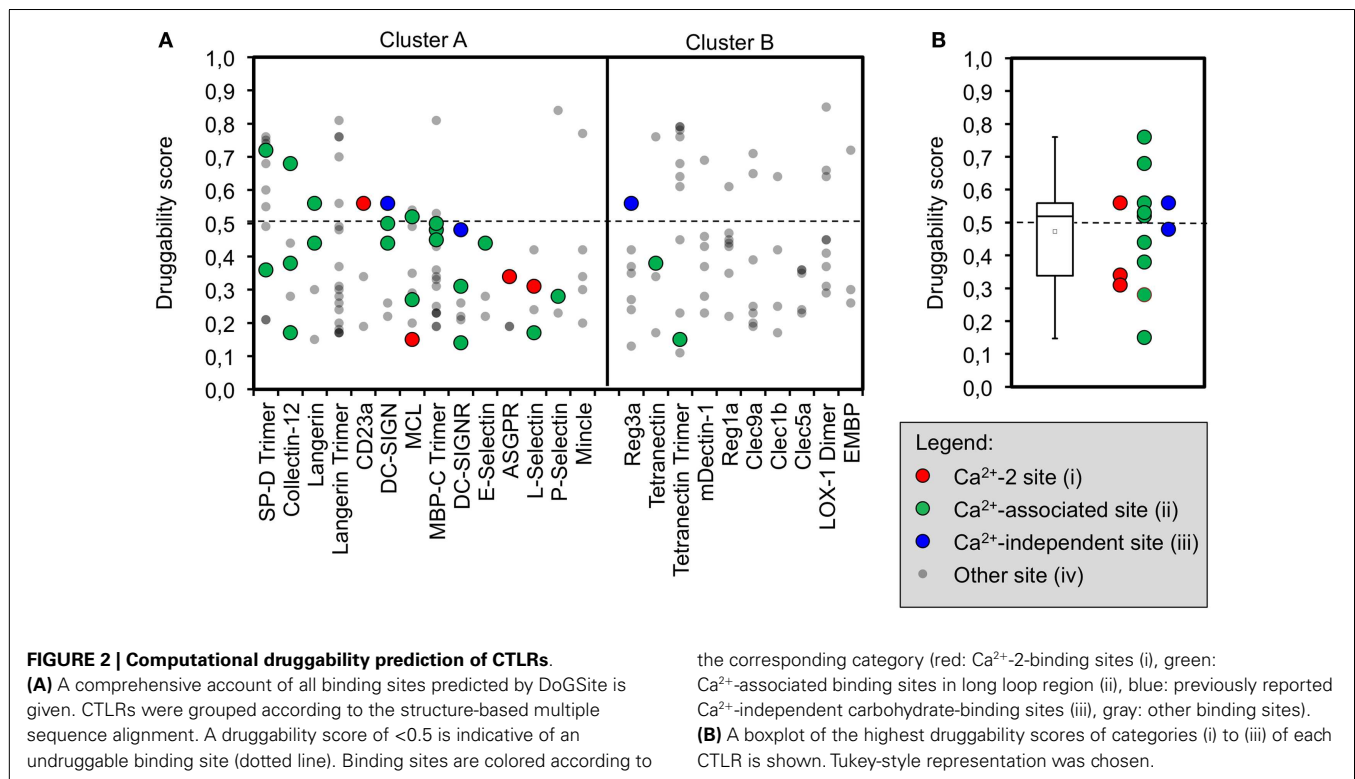 A
Cluster A
Cluster B
Druggability score
1,0
0,9
0,8
0,7
0,6
0,5
0,4
0,3
0,2
0,1
0,0
SP-D Trimer
Collectin-12
Langerin
Langerin Trimer
CD23a
DC-SIGN
MCL
MBP-C Trimer
DC-SIGNR
E-Selectin
ASGPR
L-Selectin
P-Selectin
Mincle
Reg3a
Tetranectin
Tetranectin Trimer
mDectin-1
Reg1a
Clec9a
Clec1b
Clec5a
LOX-1 Dimer
EMBP
B
Druggability score
1,0
0,9
0,8
0,7
0,6
0,5
0,4
0,3
0,2
0,1
0,0
Legend:
Ca²⁺-2 site (i)
Ca²⁺-associated site (ii)
Ca²⁺-independent site (iii)
Other site (iv)
FIGURE 2 | Computational druggability prediction of CTLRs.
(A) A comprehensive account of all binding sites predicted by DoGSite is
given. CTLRs were grouped according to the structure-based multiple
sequence alignment. A druggability score of <0.5 is indicative of an
undruggable binding site (dotted line). Binding sites are colored according to
the corresponding category (red: Ca²⁺-2-binding sites (i), green:
Ca²⁺-associated binding sites in long loop region (ii), blue: previously reported
Ca²⁺-independent carbohydrate-binding sites (iii), gray: other binding sites).
(B) A boxplot of the highest druggability scores of categories (i) to (iii) of each
CTLR is shown. Tukey-style representation was chosen.